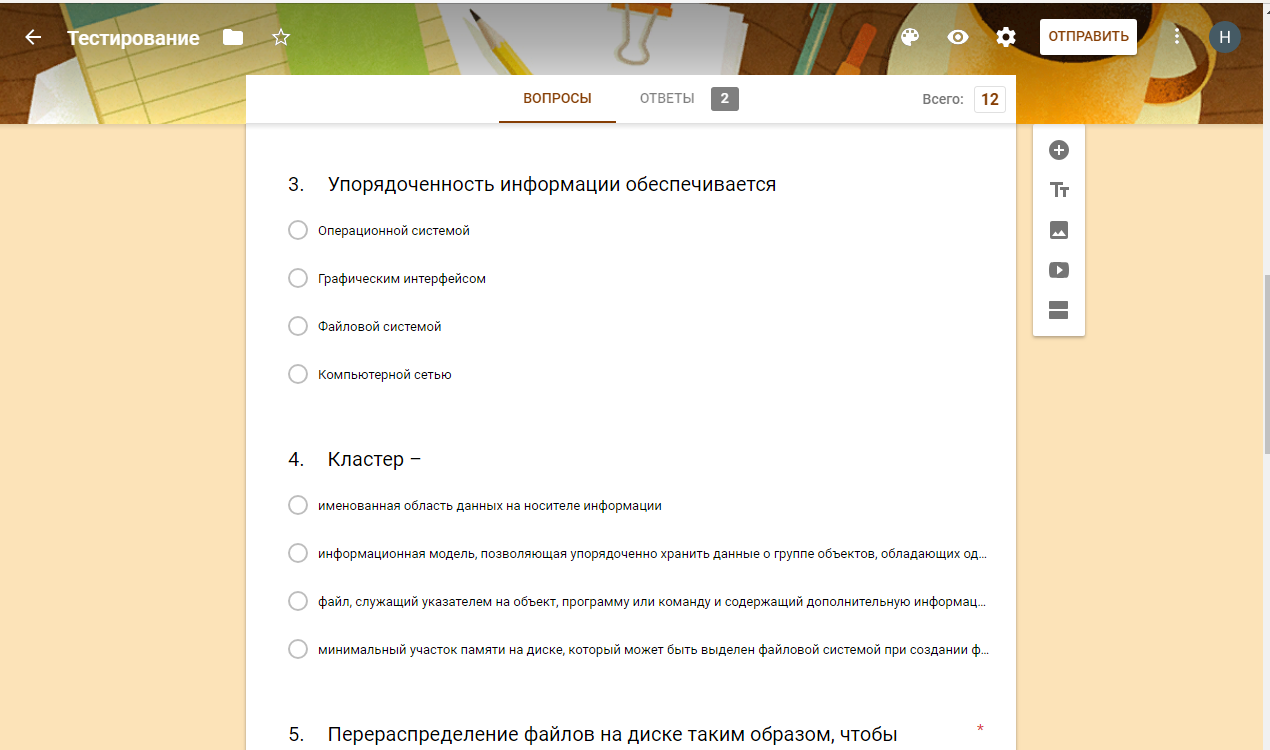 Тестирование
ОТПРАВИТЬ
Н
ВОПРОСЫ
ОТВЕТЫ 2
Всего: 12
3. Упорядоченность информации обеспечивается
Операционной системой
Графическим интерфейсом
Файловой системой
Компьютерной сетью
4. Кластер –
именованная область данных на носителе информации
информационная модель, позволяющая упорядоченно хранить данные о группе объектов, обладающих од...
файл, служащий указателем на объект, программу или команду и содержащий дополнительную информац...
минимальный участок памяти на диске, который может быть выделен файловой системой при создании ф...
5. Перераспределение файлов на диске таким образом, чтобы *
Тт